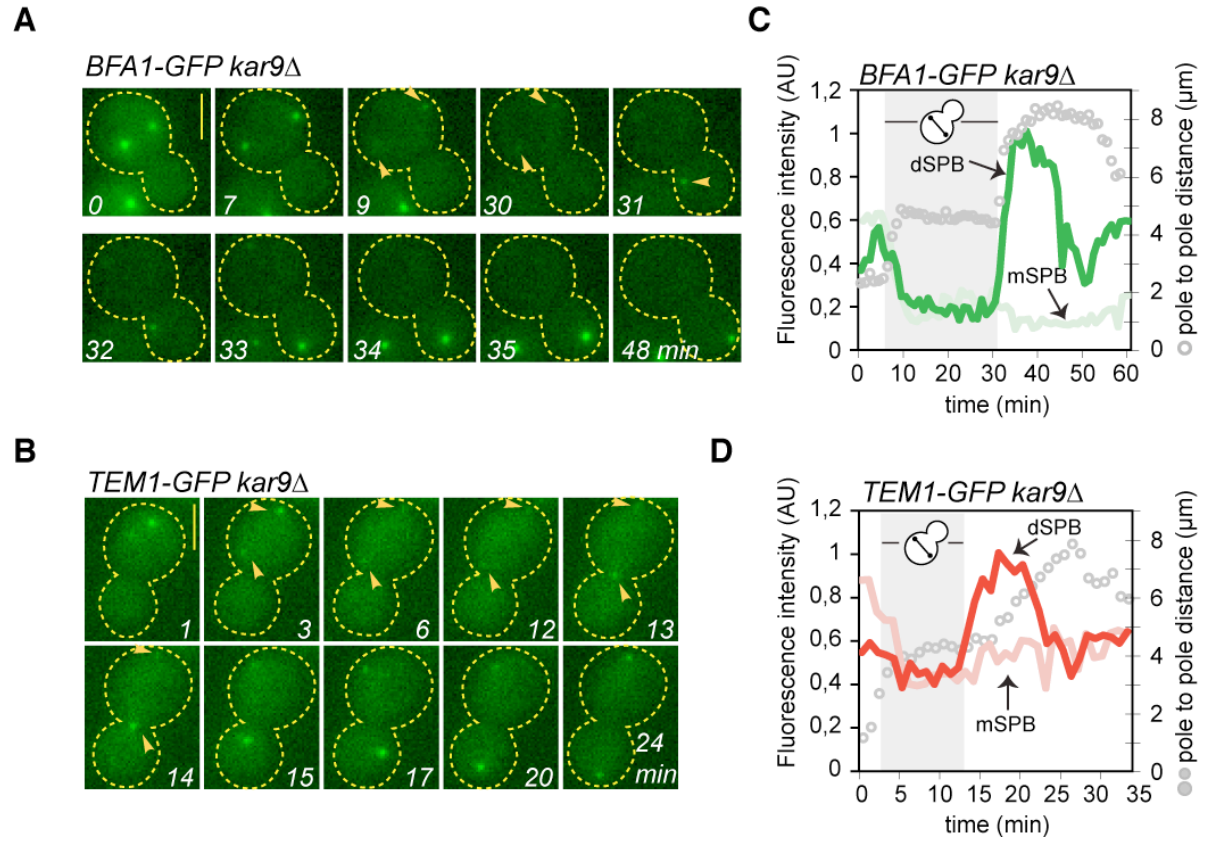 A
BFA1-GFP kar9Δ
0
7
9
30
31
32
33
34
35
48 min
B
TEM1-GFP kar9Δ
1
3
6
12
13
14
15
17
20
24
min
C
BFA1-GFP kar9Δ
Fluorescence intensity (AU)
1,2
1
0,8
0,6
0,4
0,2
0
dSPB
mSPB
8
6
4
2
0
pole to pole distance (µm)
0 10 20 30 40 50 60
time (min)
D
TEM1-GFP kar9Δ
Fluorescence intensity (AU)
1,2
1
0,8
0,6
0,4
0,2
0
dSPB
mSPB
8
6
4
2
0
pole to pole distance (µm)
0 5 10 15 20 25 30 35
time (min)